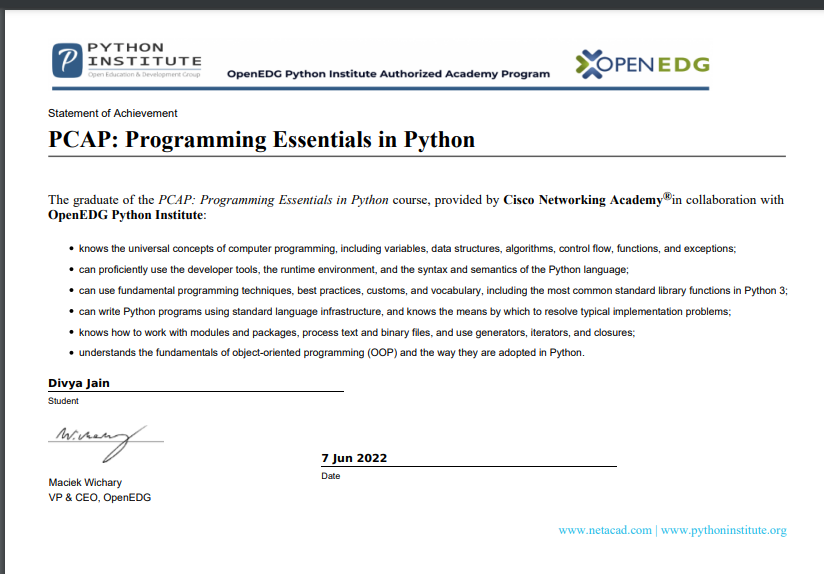 PYTHON
INSTITUTE
Open Education & Development Group
OpenEDG Python Institute Authorized Academy Program
OPENEDG
Statement of Achievement
PCAP: Programming Essentials in Python
The graduate of the PCAP: Programming Essentials in Python course, provided by Cisco Networking Academy®in collaboration with
OpenEDG Python Institute:
• knows the universal concepts of computer programming, including variables, data structures, algorithms, control flow, functions, and exceptions;
• can proficiently use the developer tools, the runtime environment, and the syntax and semantics of the Python language;
• can use fundamental programming techniques, best practices, customs, and vocabulary, including the most common standard library functions in Python 3;
• can write Python programs using standard language infrastructure, and knows the means by which to resolve typical implementation problems;
• knows how to work with modules and packages, process text and binary files, and use generators, iterators, and closures;
• understands the fundamentals of object-oriented programming (OOP) and the way they are adopted in Python.
Divya Jain
Student
W.Wichary
7 Jun 2022
Date
Maciek Wichary
VP & CEO, OpenEDG
www.netacad.com | www.pythoninstitute.org